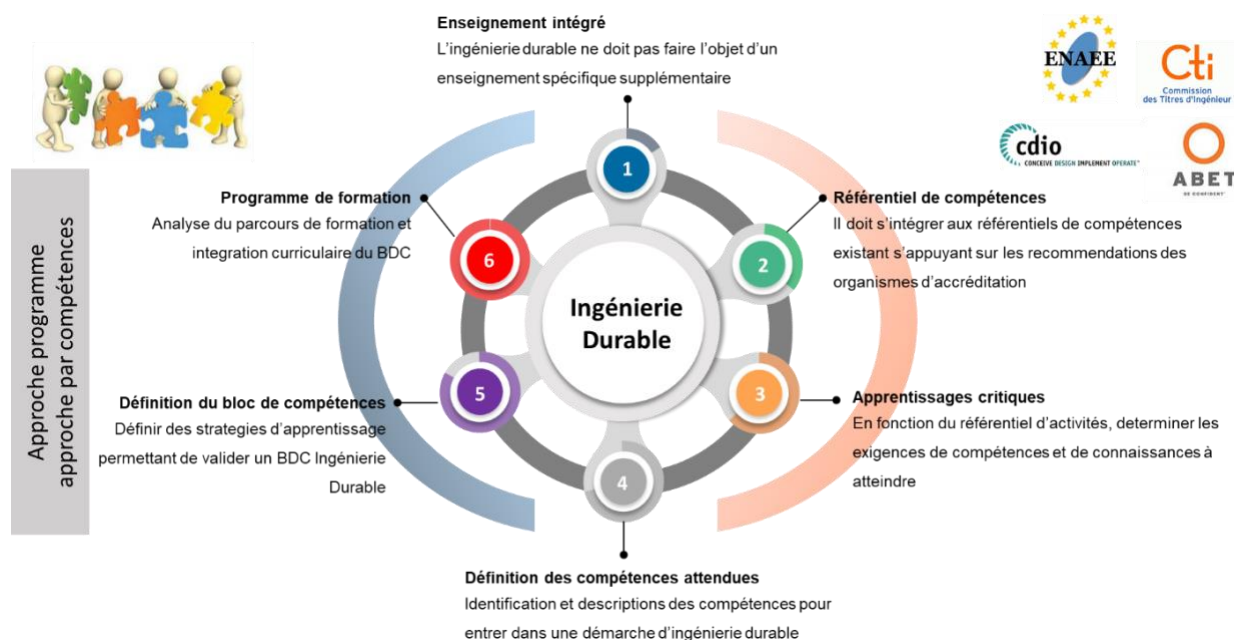 Enseignement intégré
L'ingénierie durable ne doit pas faire l'objet d'un
enseignement spécifique supplémentaire
ENAEE
Cti
Commission
des Titres d'Ingénieur
cdio
CONCEIVE DESIGN IMPLEMENT OPERATE
ABET
Approche programme
approche par compétences
1
Programme de formation
Analyse du parcours de formation et
integration curriculaire du BDC
6
Référentiel de compétences
Il doit s'intégrer aux référentiels de compétences
existant s'appuyant sur les recommendations des
organismes d'accréditation
2
Ingénierie
Durable
5
Définition du bloc de compétences
Définir des strategies d'apprentissage
permettant de valider un BDC Ingénierie
Durable
3
Apprentissages critiques
En fonction du référentiel d'activités, determiner les
exigences de compétences et de connaissances à
atteindre
4
Définition des compétences attendues
Identification et descriptions des compétences pour
entrer dans une démarche d'ingénierie durable